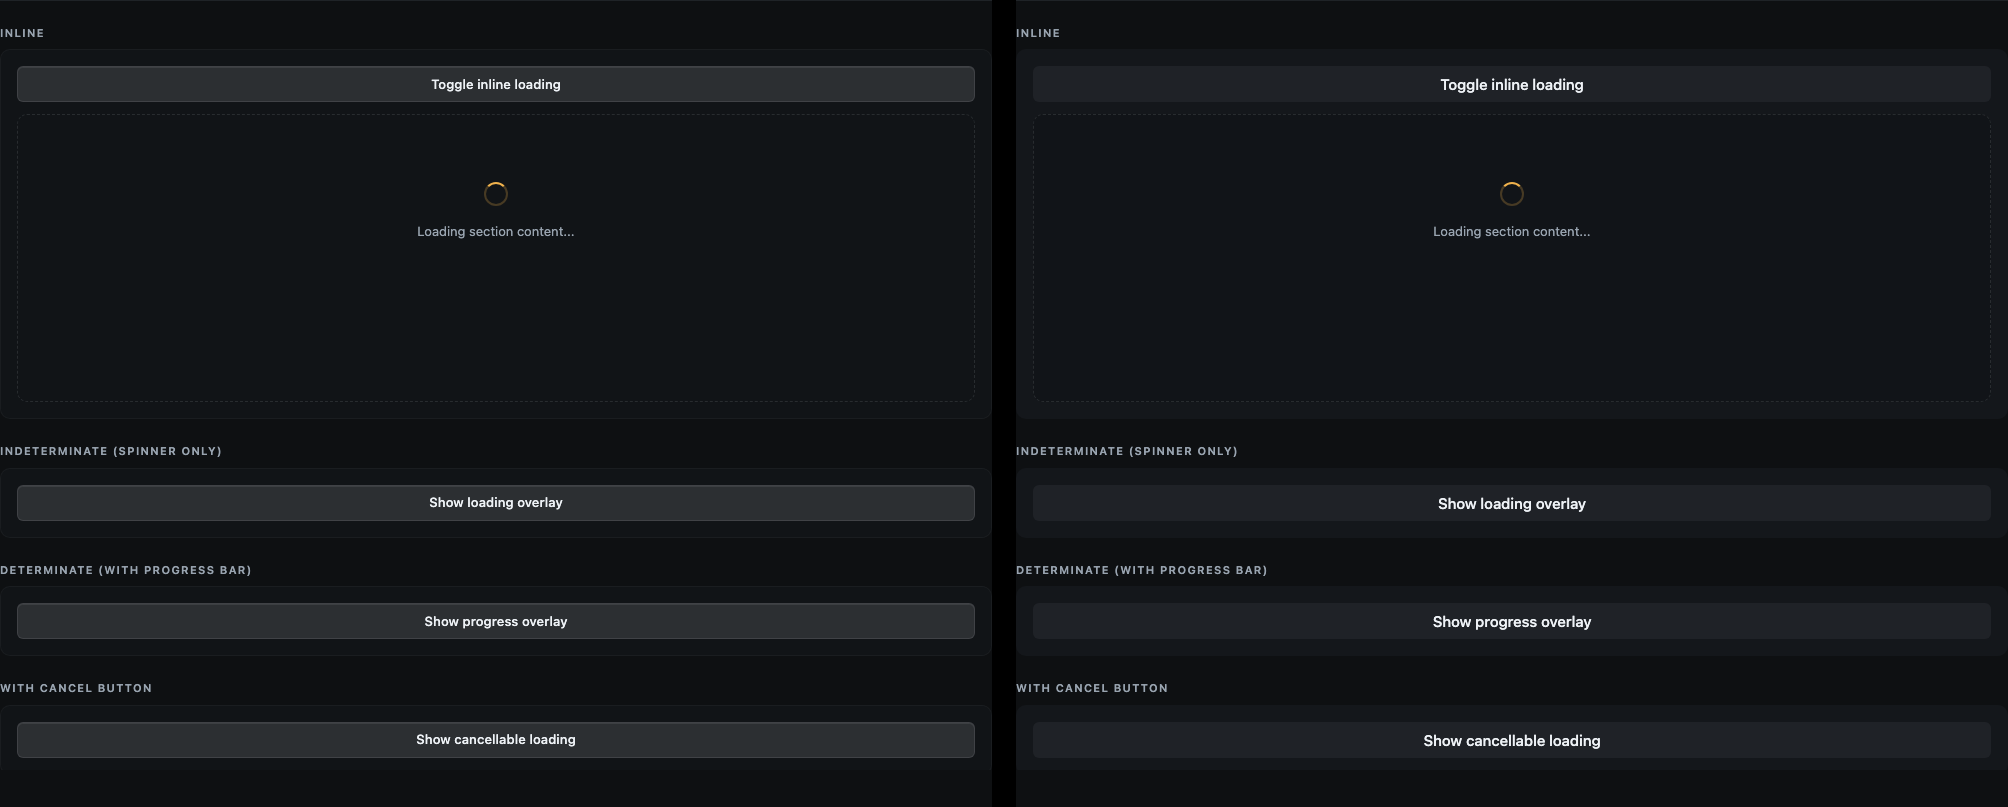 INLINE
Toggle inline loading
Loading section content...
INDETERMINATE (SPINNER ONLY)
Show loading overlay
DETERMINATE (WITH PROGRESS BAR)
Show progress overlay
WITH CANCEL BUTTON
Show cancellable loading
INLINE
Toggle inline loading
Loading section content...
INDETERMINATE (SPINNER ONLY)
Show loading overlay
DETERMINATE (WITH PROGRESS BAR)
Show progress overlay
WITH CANCEL BUTTON
Show cancellable loading